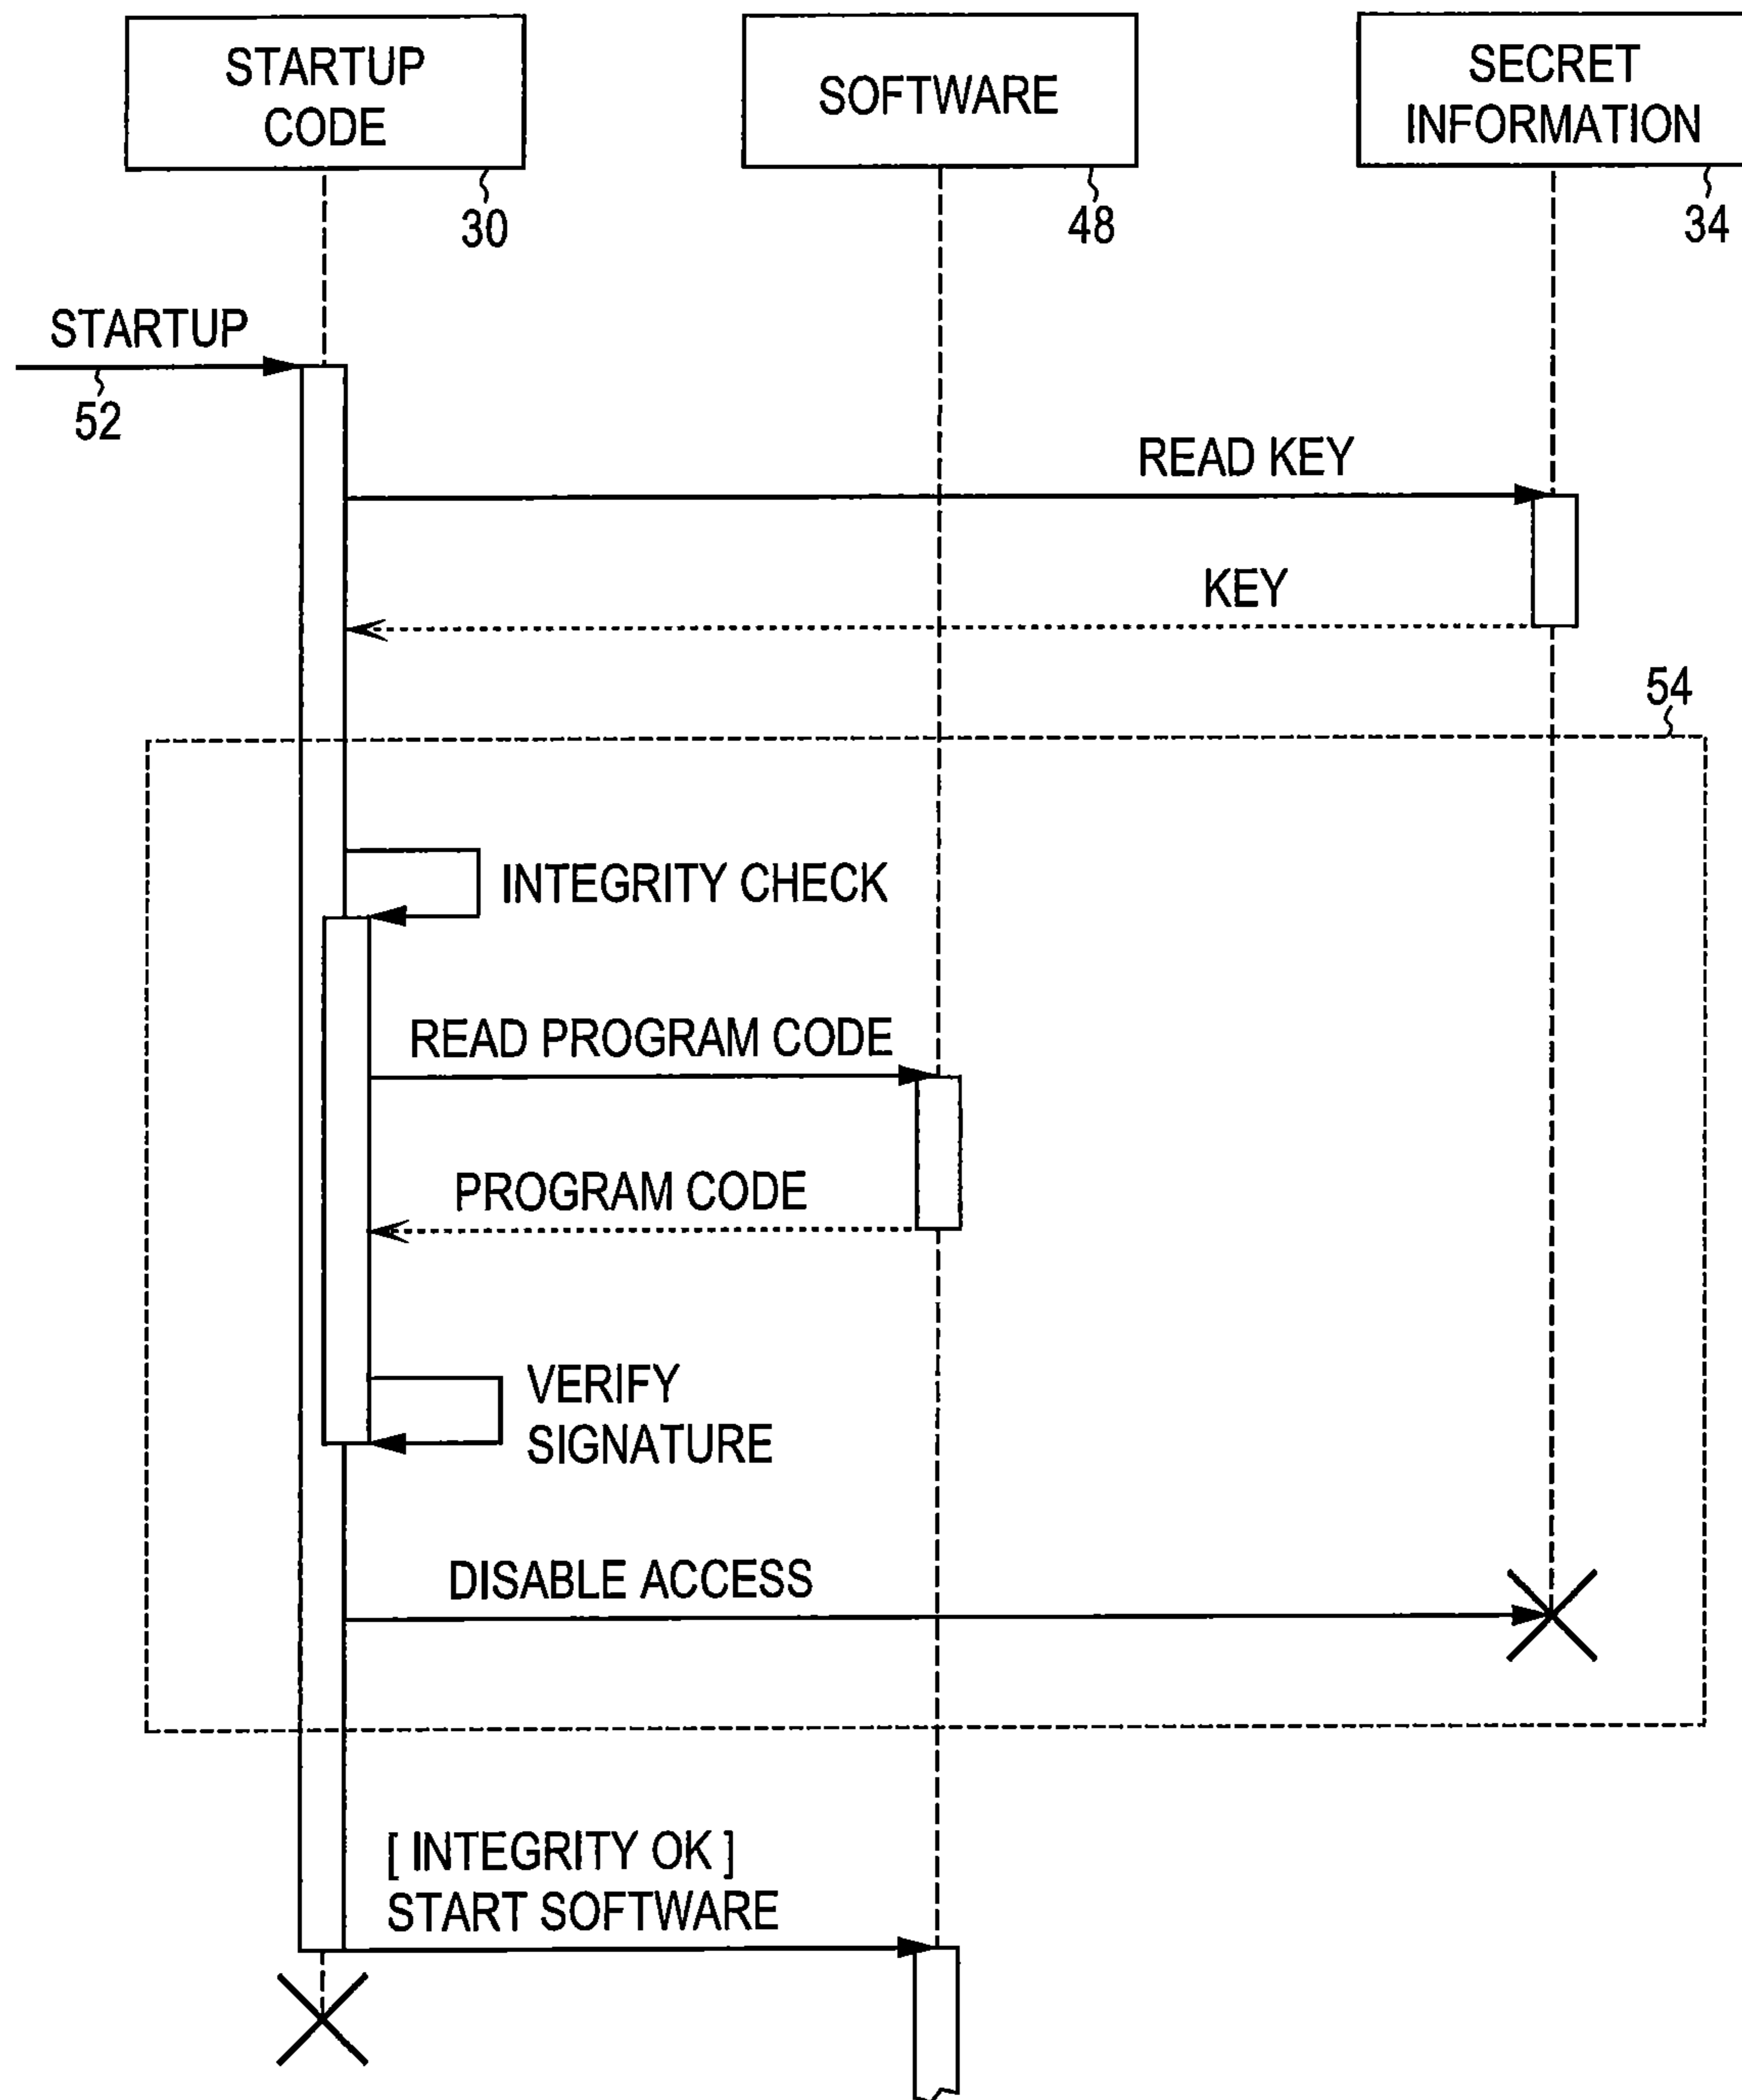 STARTUP
CODE
SOFTWARE
SECRET
INFORMATION
30
48
34
STARTUP
52
READ KEY
KEY
54
INTEGRITY CHECK
READ PROGRAM CODE
PROGRAM CODE
VERIFY
SIGNATURE
DISABLE ACCESS
[ INTEGRITY OK ]
START SOFTWARE